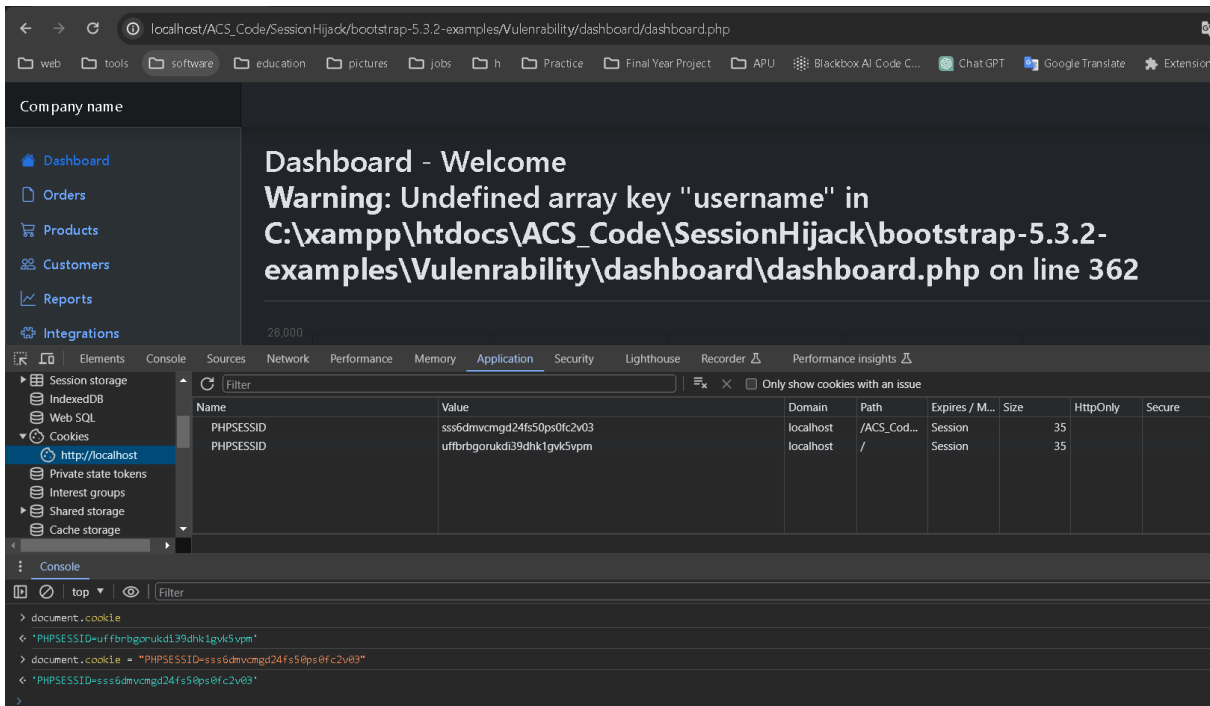 localhost/ACS_Code/SessionHijack/bootstrap-5.3.2-examples/Vulenrability/dashboard/dashboard.php
web tools software education pictures jobs h Practice Final Year Project APU Blackbox AI Code C... Chat GPT Google Translate Extension
Company name
Dashboard
Orders
Products
Customers
Reports
Integrations
Dashboard - Welcome
Warning: Undefined array key "username" in
C:\xampp\htdocs\ACS_Code\SessionHijack\bootstrap-5.3.2-
examples\Vulenrability\dashboard\dashboard.php on line 362
26,000
Elements Console Sources Network Performance Memory Application Security Lighthouse Recorder Performance insights
Session storage
IndexedDB
Web SQL
Cookies
http://localhost
Private state tokens
Interest groups
Shared storage
Cache storage
Filter Only show cookies with an issue
Name Value Domain Path Expires / M... Size HttpOnly Secure
PHPSESSID sss6dmvcmgd24fs50ps0fc2v03 localhost /ACS_Cod... Session 35
PHPSESSID uffbrbgorukdi39dhk1gvk5vpm localhost / Session 35
Console
top Filter
> document.cookie
'PHPSESSID=uffbrbgorukdi39dhk1gvk5vpm'
> document.cookie = "PHPSESSID=sss6dmvcmgd24fs50ps0fc2v03"
'PHPSESSID=sss6dmvcmgd24fs50ps0fc2v03'
>